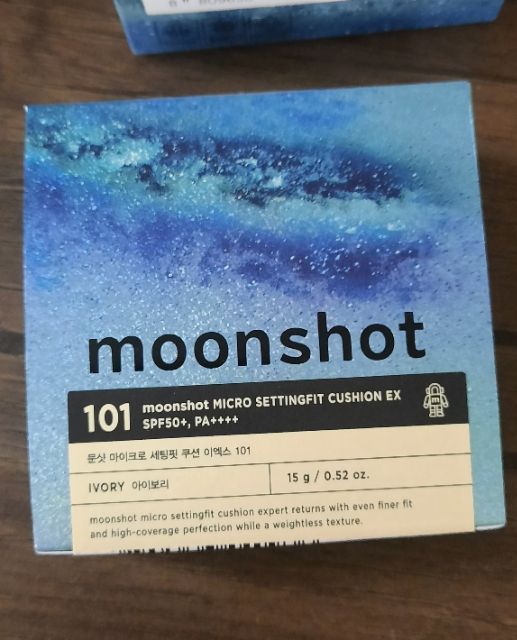 moonshot
101 moonshot MICRO SETTINGFIT CUSHION EX
SPF50+, PA++++
문샷 마이크로 세팅핏 쿠션 이엑스 101
IVORY 아이보리 15 g / 0.52 oz.
moonshot micro settingfit cushion expert returns with even finer fit
and high-coverage perfection while a weightless texture.